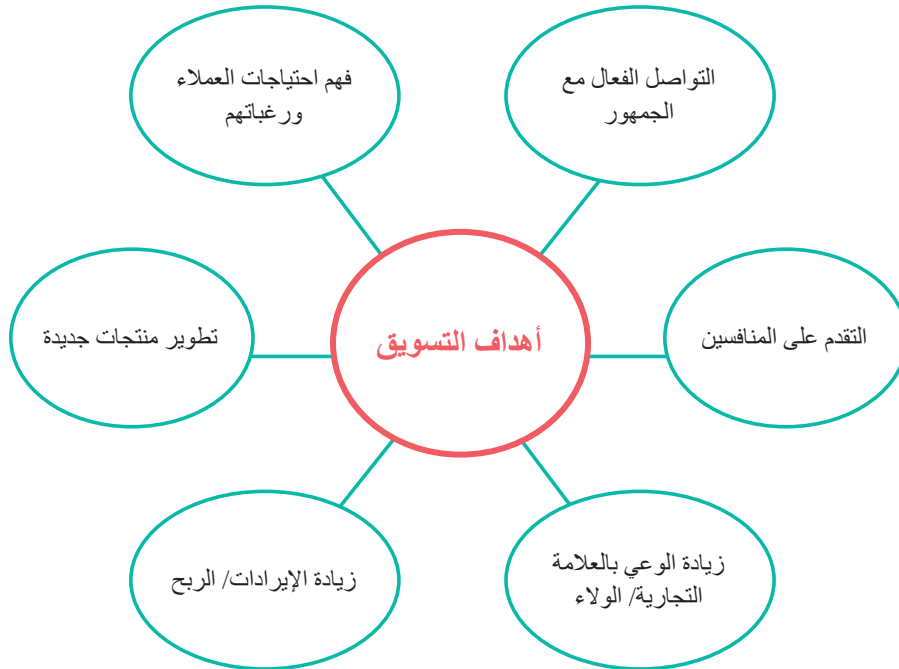 التواصل الفعال مع
الجمهور
فهم احتياجات العملاء
ورغباتهم
التقدم على المنافسين
أهداف التسويق
تطوير منتجات جديدة
زيادة الوعي بالعلامة
التجارية/ الولاء
زيادة الإيرادات/ الربح